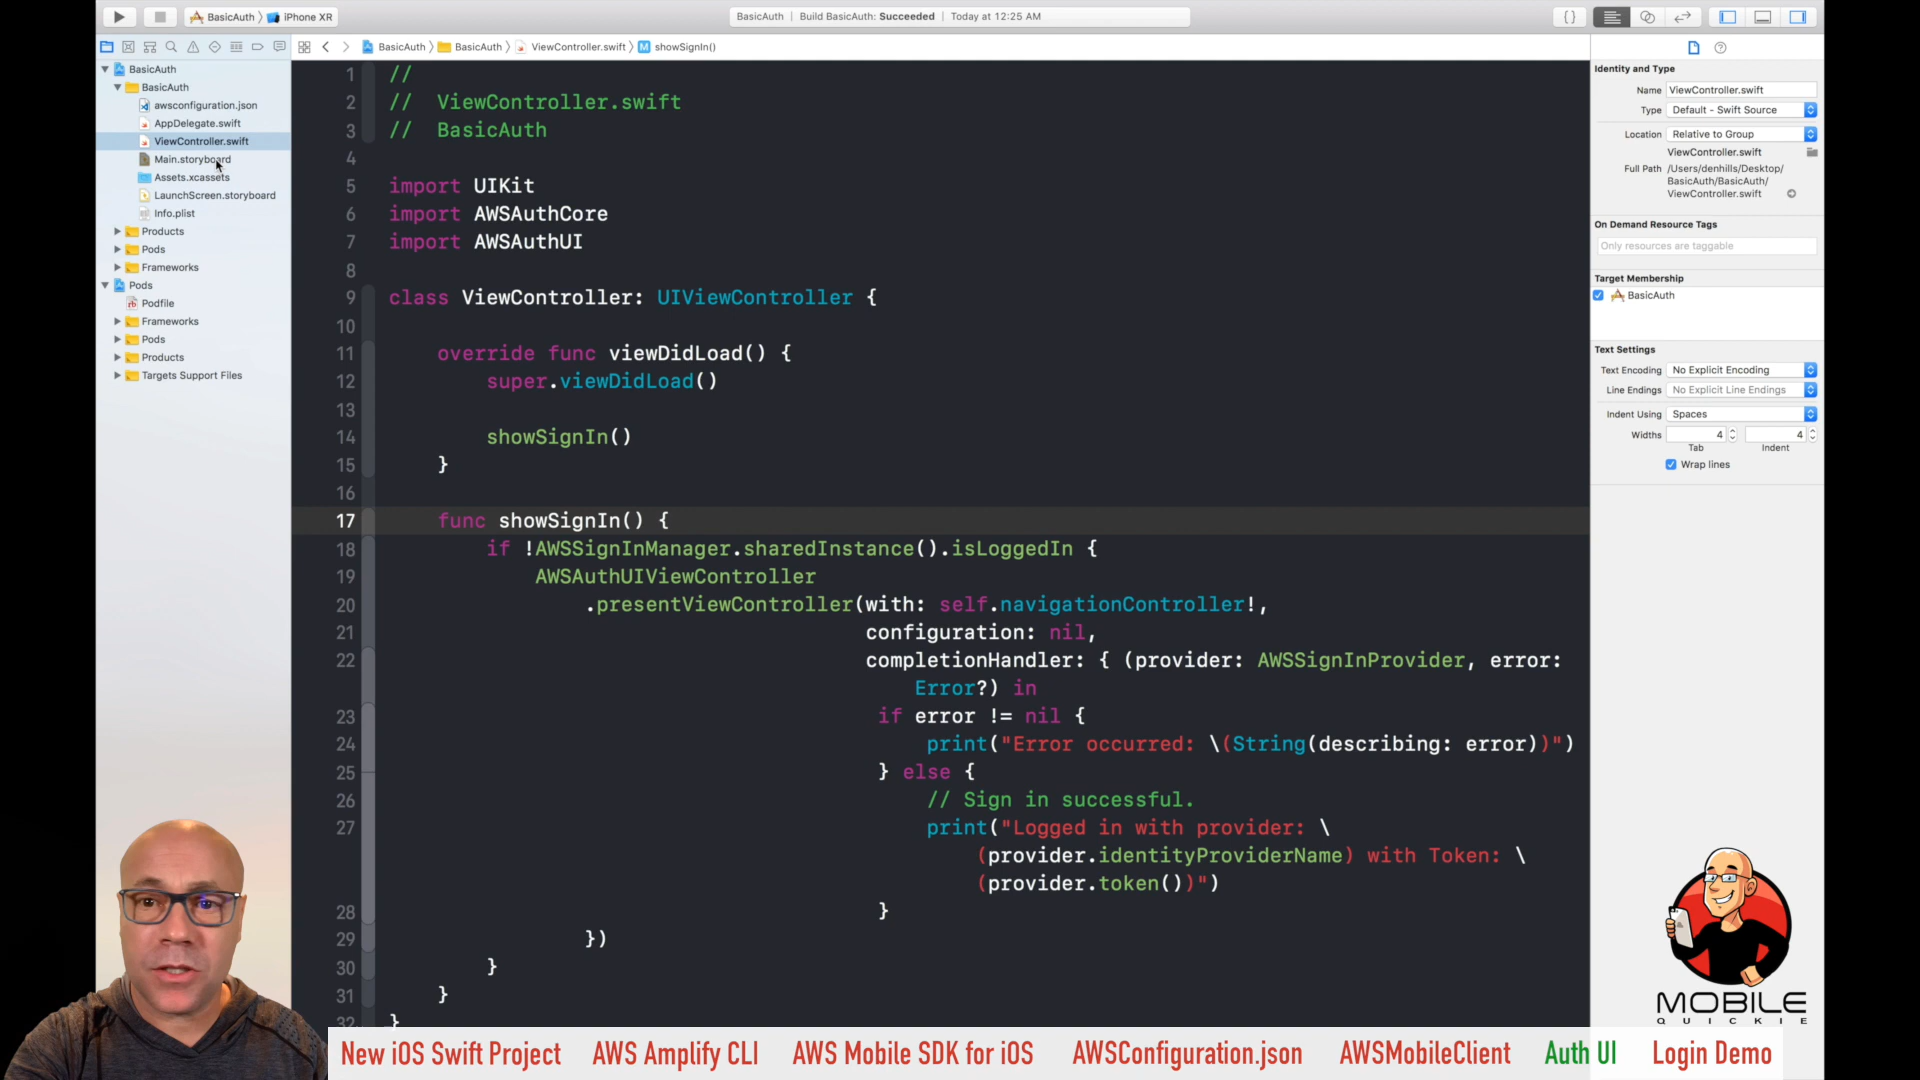 BasicAuth › iPhone XR
BasicAuth | Build BasicAuth: Succeeded | Today at 12:25 AM
{ }
BasicAuth › BasicAuth › ViewController.swift › M showSignIn()
BasicAuth
BasicAuth
awsconfiguration.json
AppDelegate.swift
ViewController.swift
Main.storyboard
Assets.xcassets
LaunchScreen.storyboard
Info.plist
Products
Pods
Frameworks
Pods
Podfile
Frameworks
Pods
Products
Targets Support Files
1 //
2 //  ViewController.swift
3 //  BasicAuth
4
5 import UIKit
6 import AWSAuthCore
7 import AWSAuthUI
8
9 class ViewController: UIViewController {
10
11 override func viewDidLoad() {
12 super.viewDidLoad()
13
14 showSignIn()
15 }
16
17 func showSignIn() {
18 if !AWSSignInManager.sharedInstance().isLoggedIn {
19 AWSAuthUIViewController
20 .presentViewController(with: self.navigationController!,
21 configuration: nil,
22 completionHandler: { (provider: AWSSignInProvider, error:
Error?) in
23 if error != nil {
24 print("Error occurred: \(String(describing: error))")
25 } else {
26 // Sign in successful.
27 print("Logged in with provider: \
(provider.identityProviderName) with Token: \
(provider.token())")
28 }
29 })
30 }
31 }
32 }
Identity and Type
Name ViewController.swift
Type Default - Swift Source
Location Relative to Group
ViewController.swift
Full Path /Users/denhills/Desktop/
BasicAuth/BasicAuth/
ViewController.swift
On Demand Resource Tags
Only resources are taggable
Target Membership
BasicAuth
Text Settings
Text Encoding No Explicit Encoding
Line Endings No Explicit Line Endings
Indent Using Spaces
Widths 4 4
Tab Indent
Wrap lines
MOBILE
QUICKIE
New iOS Swift Project AWS Amplify CLI AWS Mobile SDK for iOS AWSConfiguration.json AWSMobileClient Auth UI Login Demo